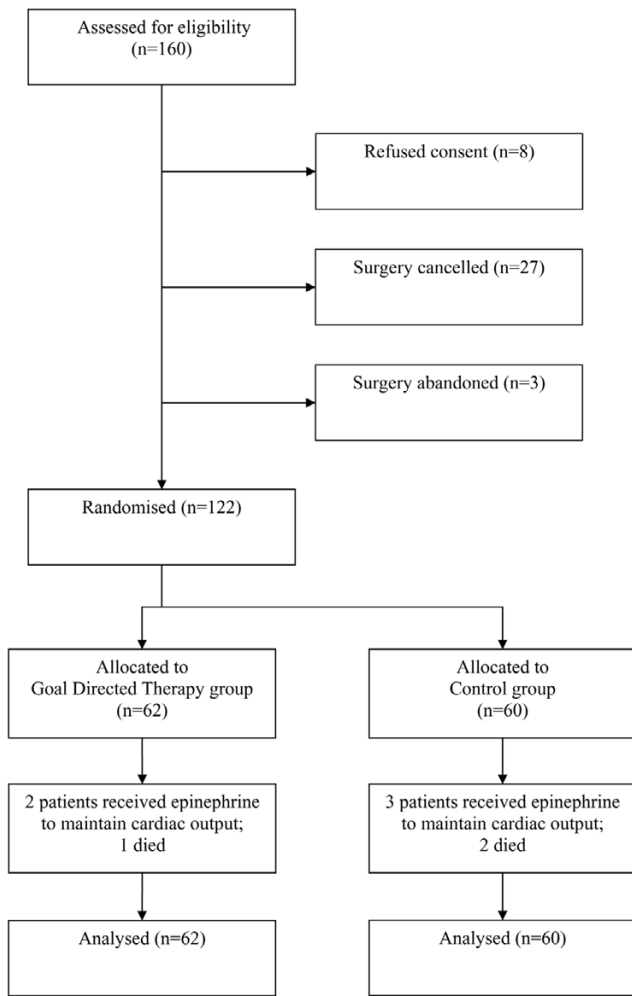 Assessed for eligibility
(n=160)
Refused consent (n=8)
Surgery cancelled (n=27)
Surgery abandoned (n=3)
Randomised (n=122)
Allocated to
Goal Directed Therapy group
(n=62)
Allocated to
Control group
(n=60)
2 patients received epinephrine
to maintain cardiac output;
1 died
3 patients received epinephrine
to maintain cardiac output;
2 died
Analysed (n=62)
Analysed (n=60)